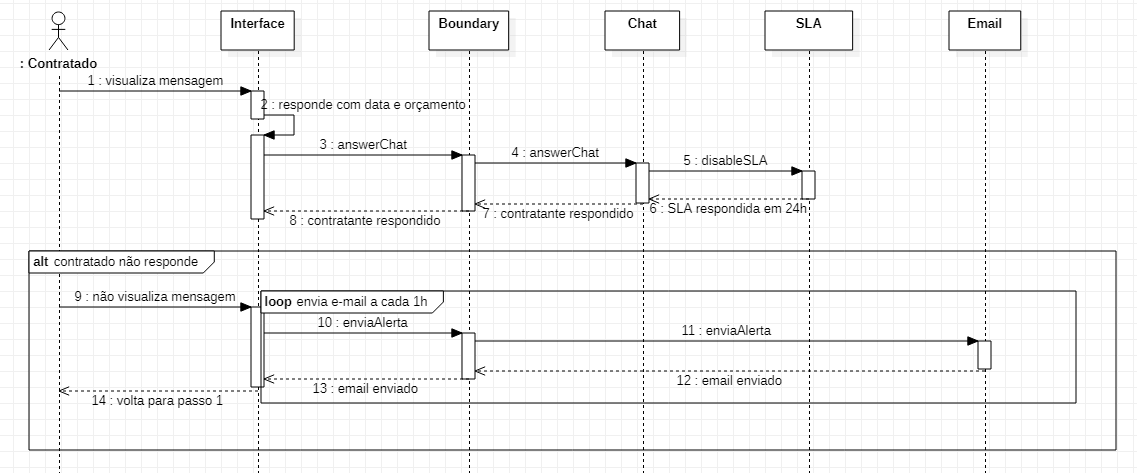 Interface
Boundary
Chat
SLA
Email
: Contratado
1 : visualiza mensagem
2 : responde com data e orçamento
3 : answerChat
4 : answerChat
5 : disableSLA
6 : SLA respondida em 24h
7 : contratante respondido
8 : contratante respondido
alt contratado não responde
9 : não visualiza mensagem
loop envia e-mail a cada 1h
10 : enviaAlerta
11 : enviaAlerta
12 : email enviado
13 : email enviado
14 : volta para passo 1